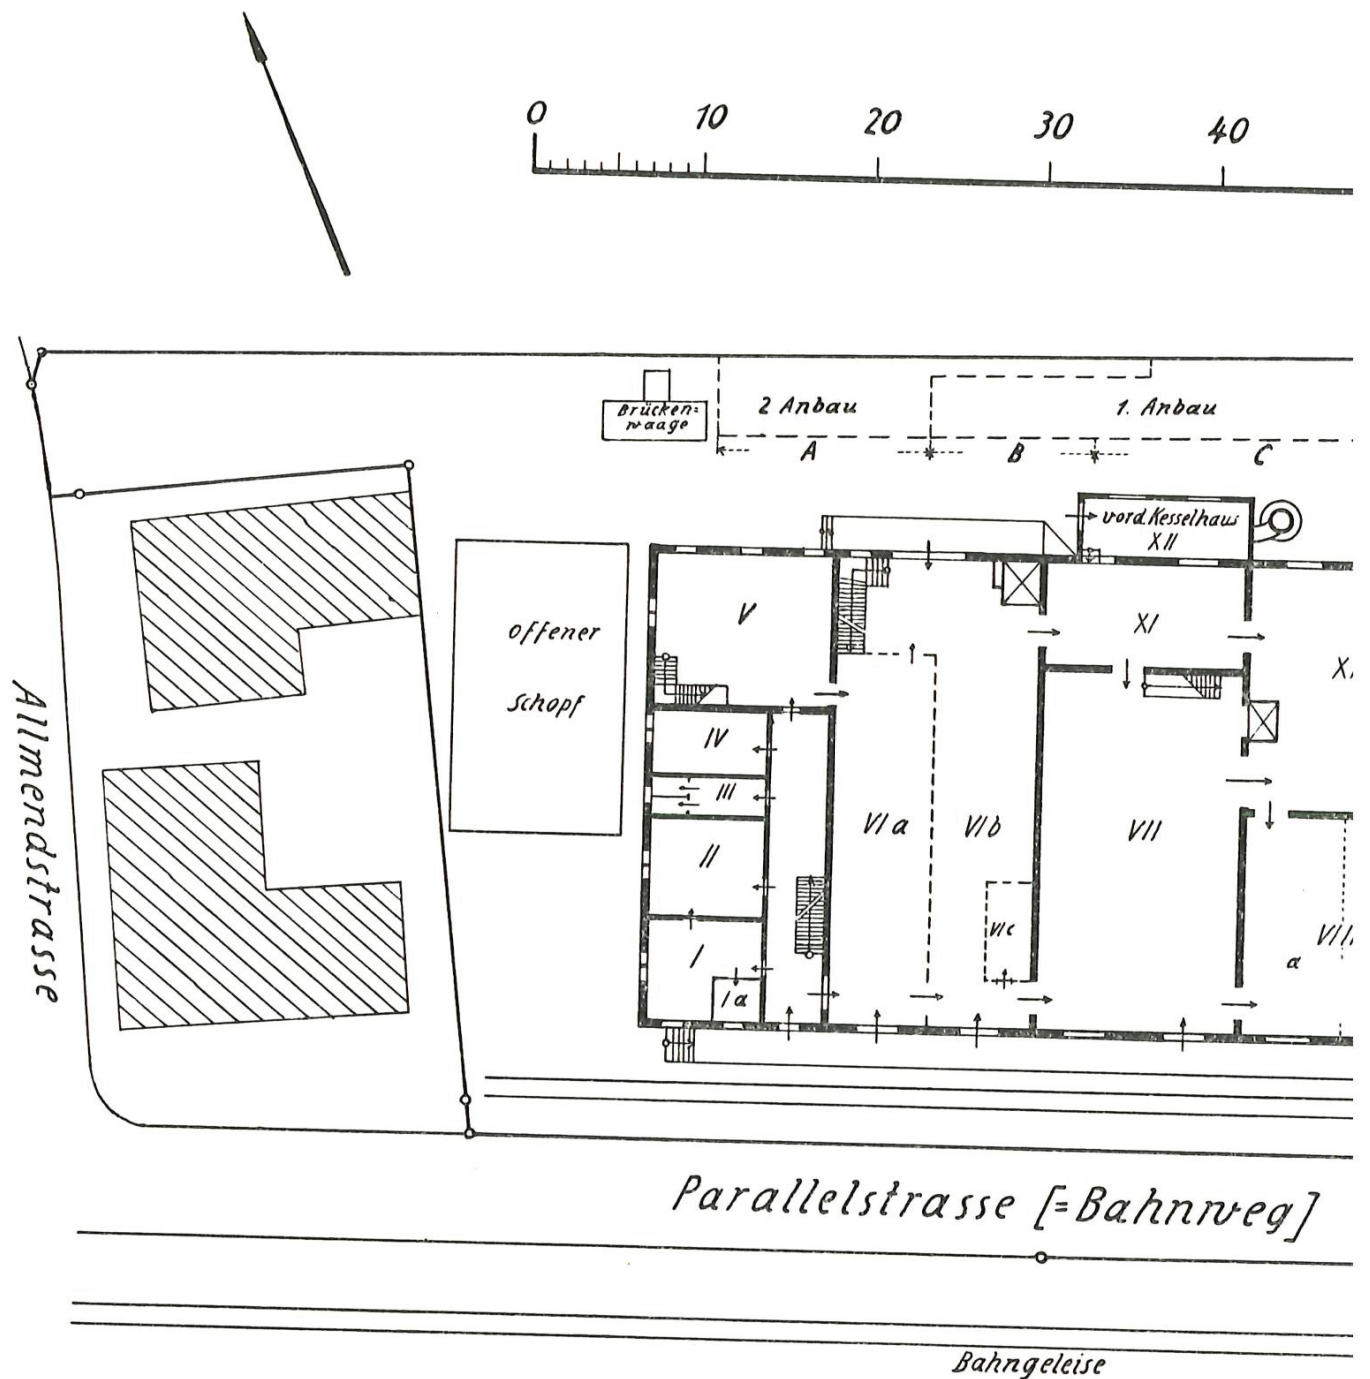 0 10 20 30 40
Brücken=
waage
2 Anbau
1. Anbau
A B C
vord. Kesselhaus
XII
offener
Schopf
V
XI
IV
III
II
I
Ia
VIa
VIb
VIc
VII
a
Allmendstrasse
Parallelstrasse [=Bahnweg]
Bahngeleise